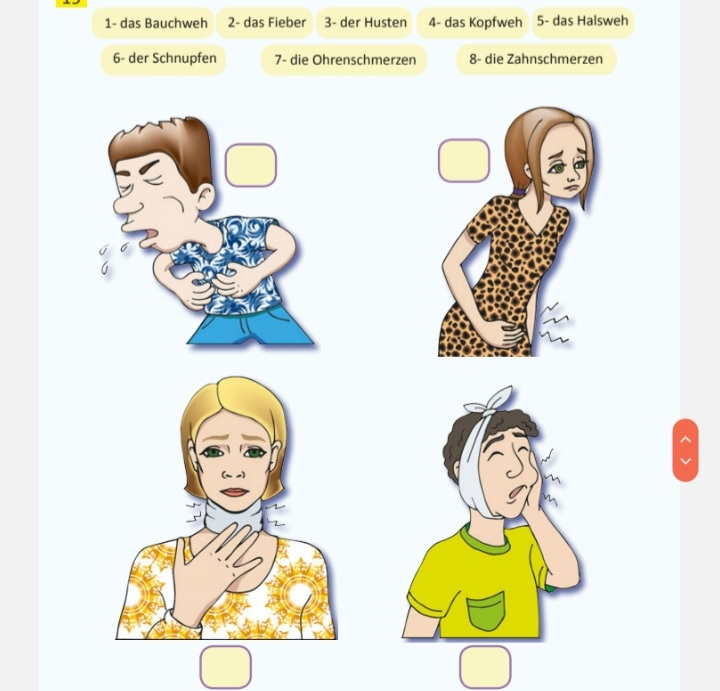 1- das Bauchweh 2- das Fieber 3- der Husten 4- das Kopfweh 5- das Halsweh
6- der Schnupfen 7- die Ohrenschmerzen 8- die Zahnschmerzen